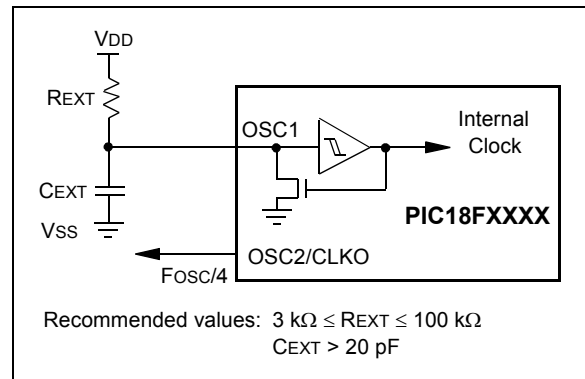 VDD
REXT
OSC1
Internal
Clock
CEXT
PIC18FXXXX
VSS
OSC2/CLKO
FOSC/4
Recommended values: 3 kΩ ≤ REXT ≤ 100 kΩ
CEXT > 20 pF